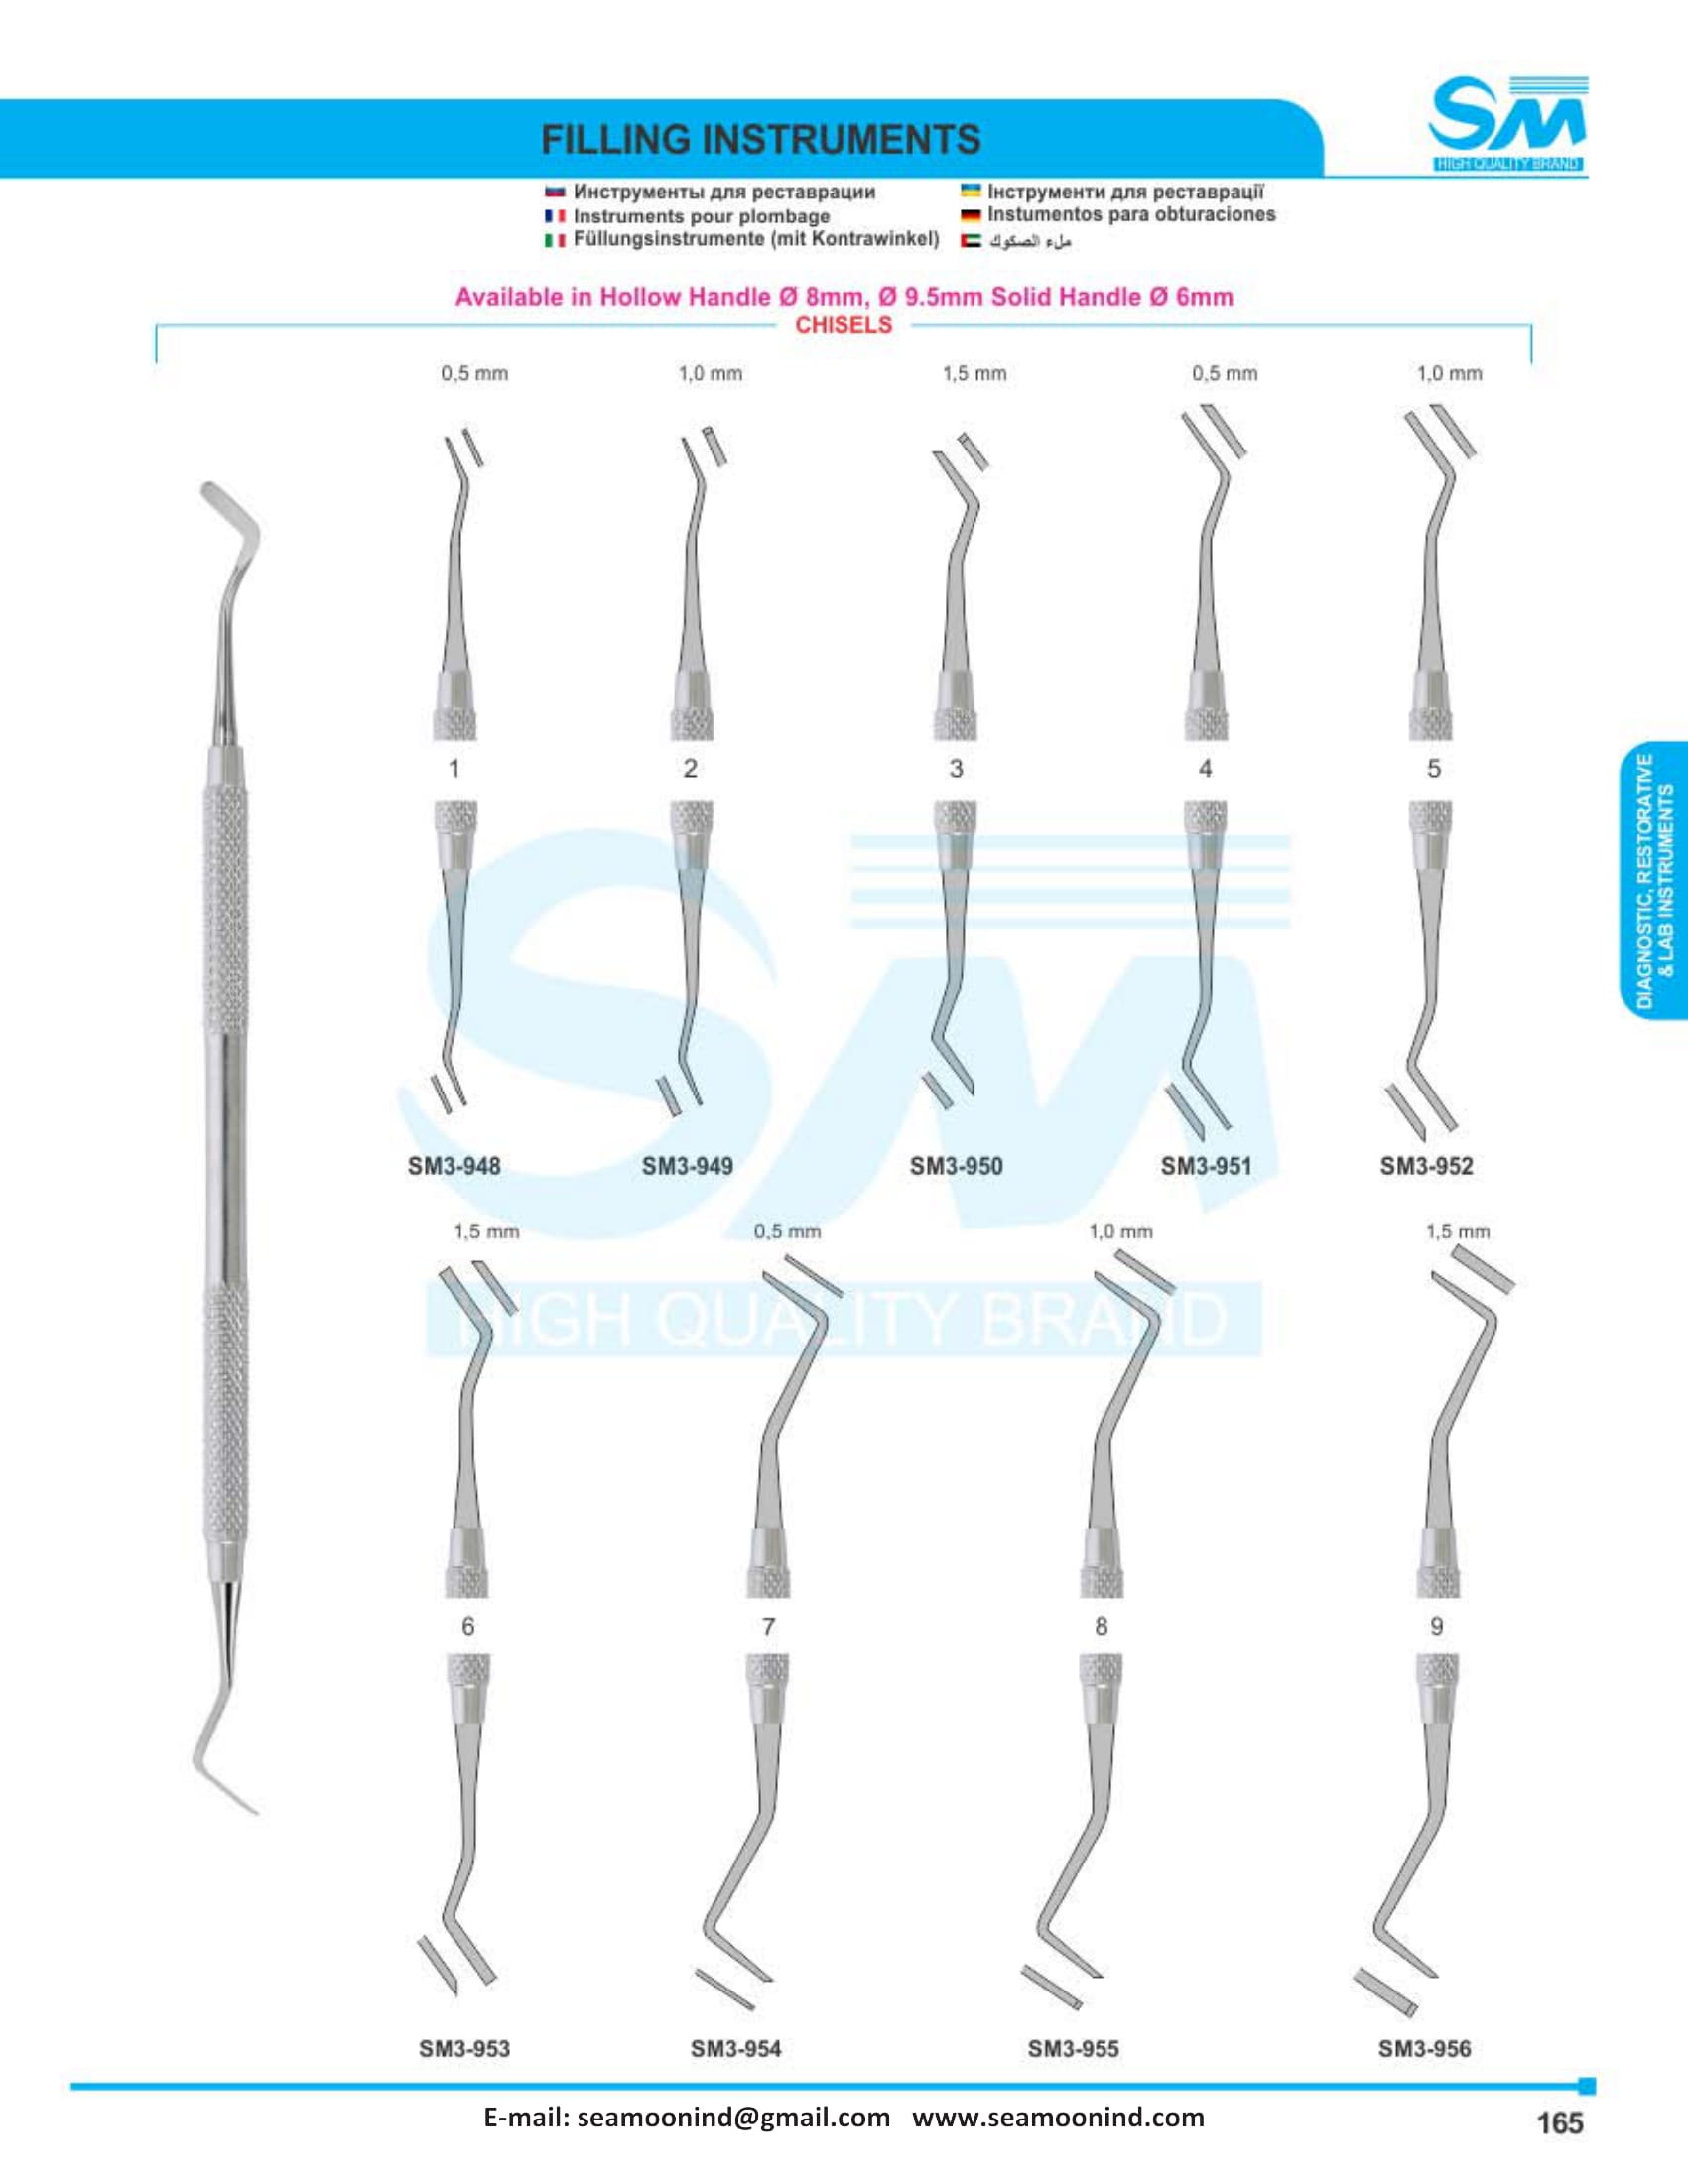 FILLING INSTRUMENTS
SM
HIGH QUALITY BRAND
Инструменты для реставрации
Інструменти для реставрації
Instruments pour plombage
Instumentos para obturaciones
Füllungsinstrumente (mit Kontrawinkel)
ملء الصكوك
Available in Hollow Handle Ø 8mm, Ø 9.5mm Solid Handle Ø 6mm
CHISELS
0,5 mm 1,0 mm 1,5 mm 0,5 mm 1,0 mm
1 2 3 4 5
DIAGNOSTIC, RESTORATIVE
& LAB INSTRUMENTS
SM
SM3-948 SM3-949 SM3-950 SM3-951 SM3-952
1,5 mm 0,5 mm 1,0 mm 1,5 mm
HIGH QUALITY BRAND
6 7 8 9
SM3-953 SM3-954 SM3-955 SM3-956
E-mail: seamoonind@gmail.com www.seamoonind.com
165